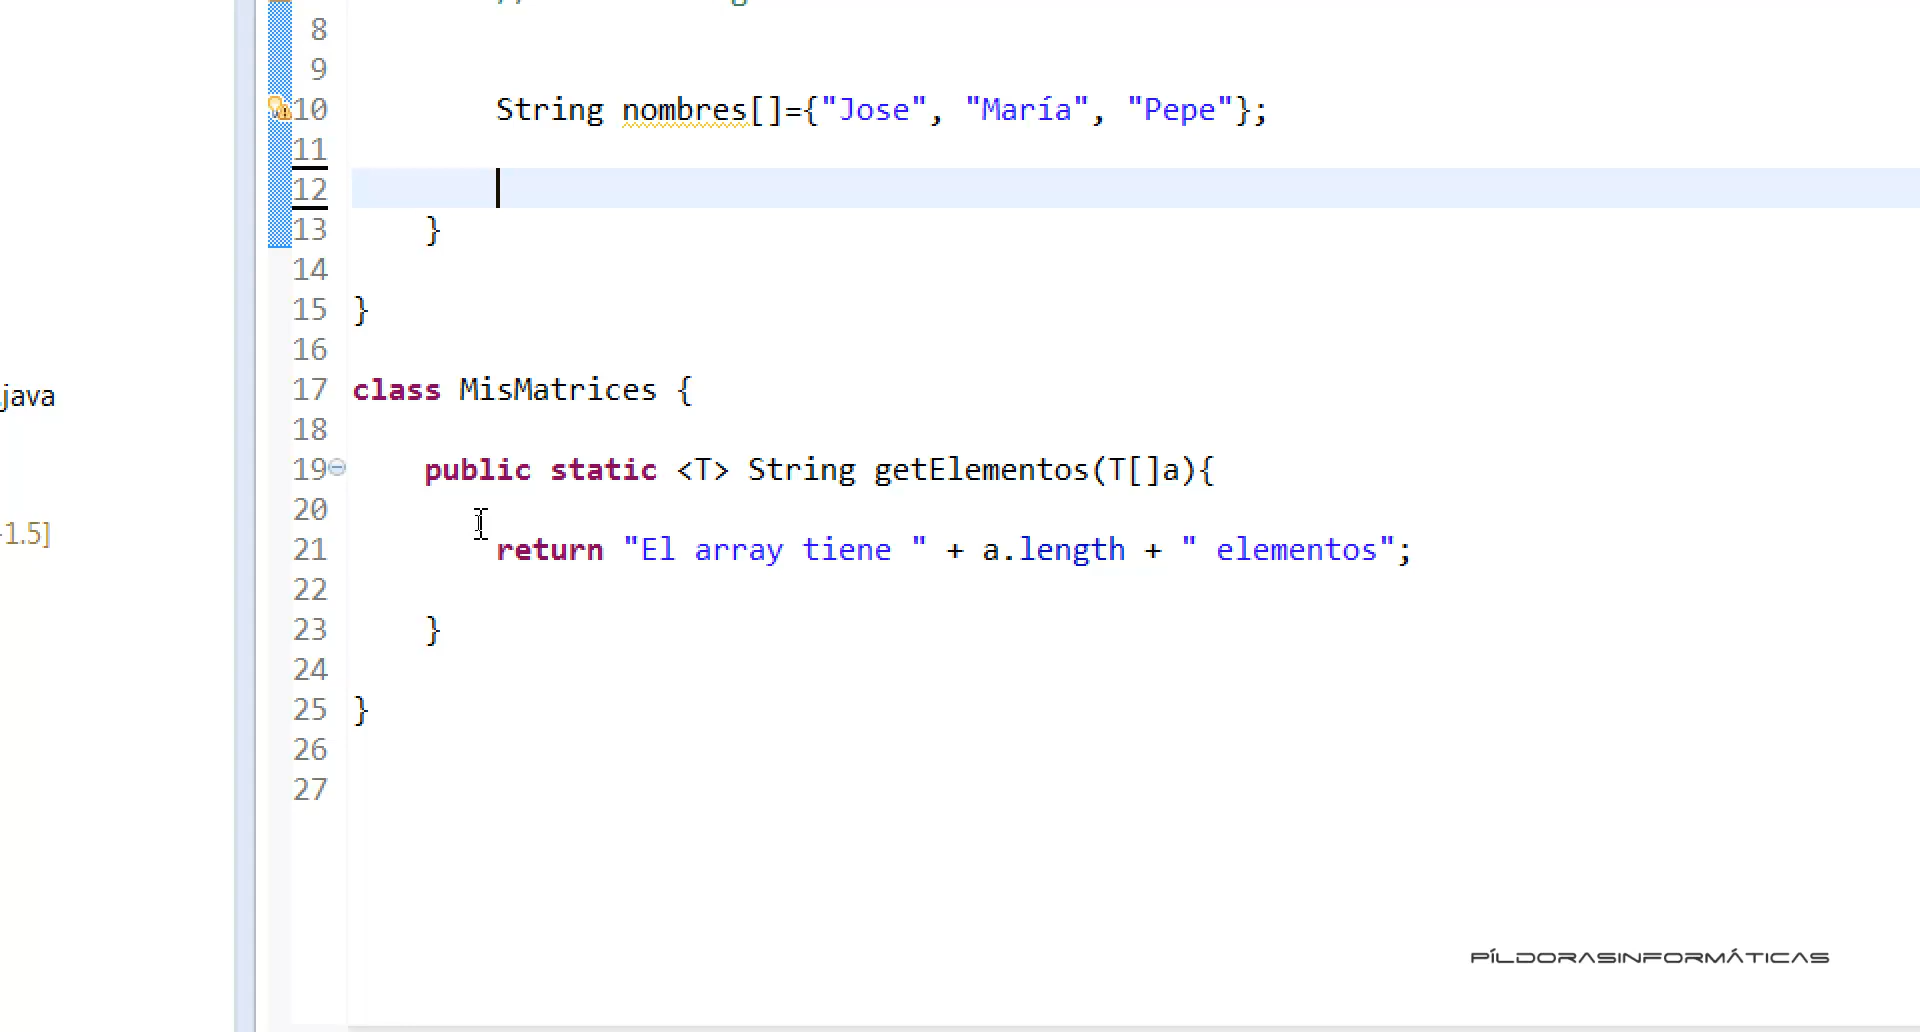 8
9
10 String nombres[]={"Jose", "María", "Pepe"};
11
12
13 }
14
15 }
16
17 class MisMatrices {
18
19 public static <T> String getElementos(T[]a){
20
21 return "El array tiene " + a.length + " elementos";
22
23 }
24
25 }
26
27
java
1.5]
PÍLDORASINFORMÁTICAS